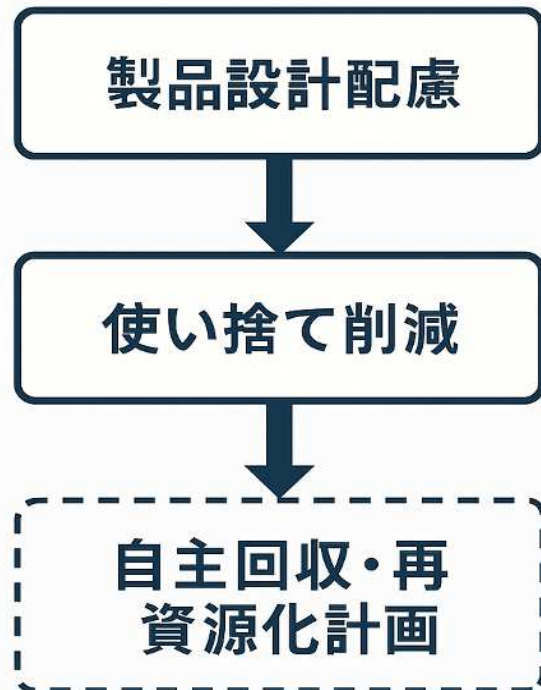 製品設計配慮
使い捨て削減
自主回収・再
資源化計画